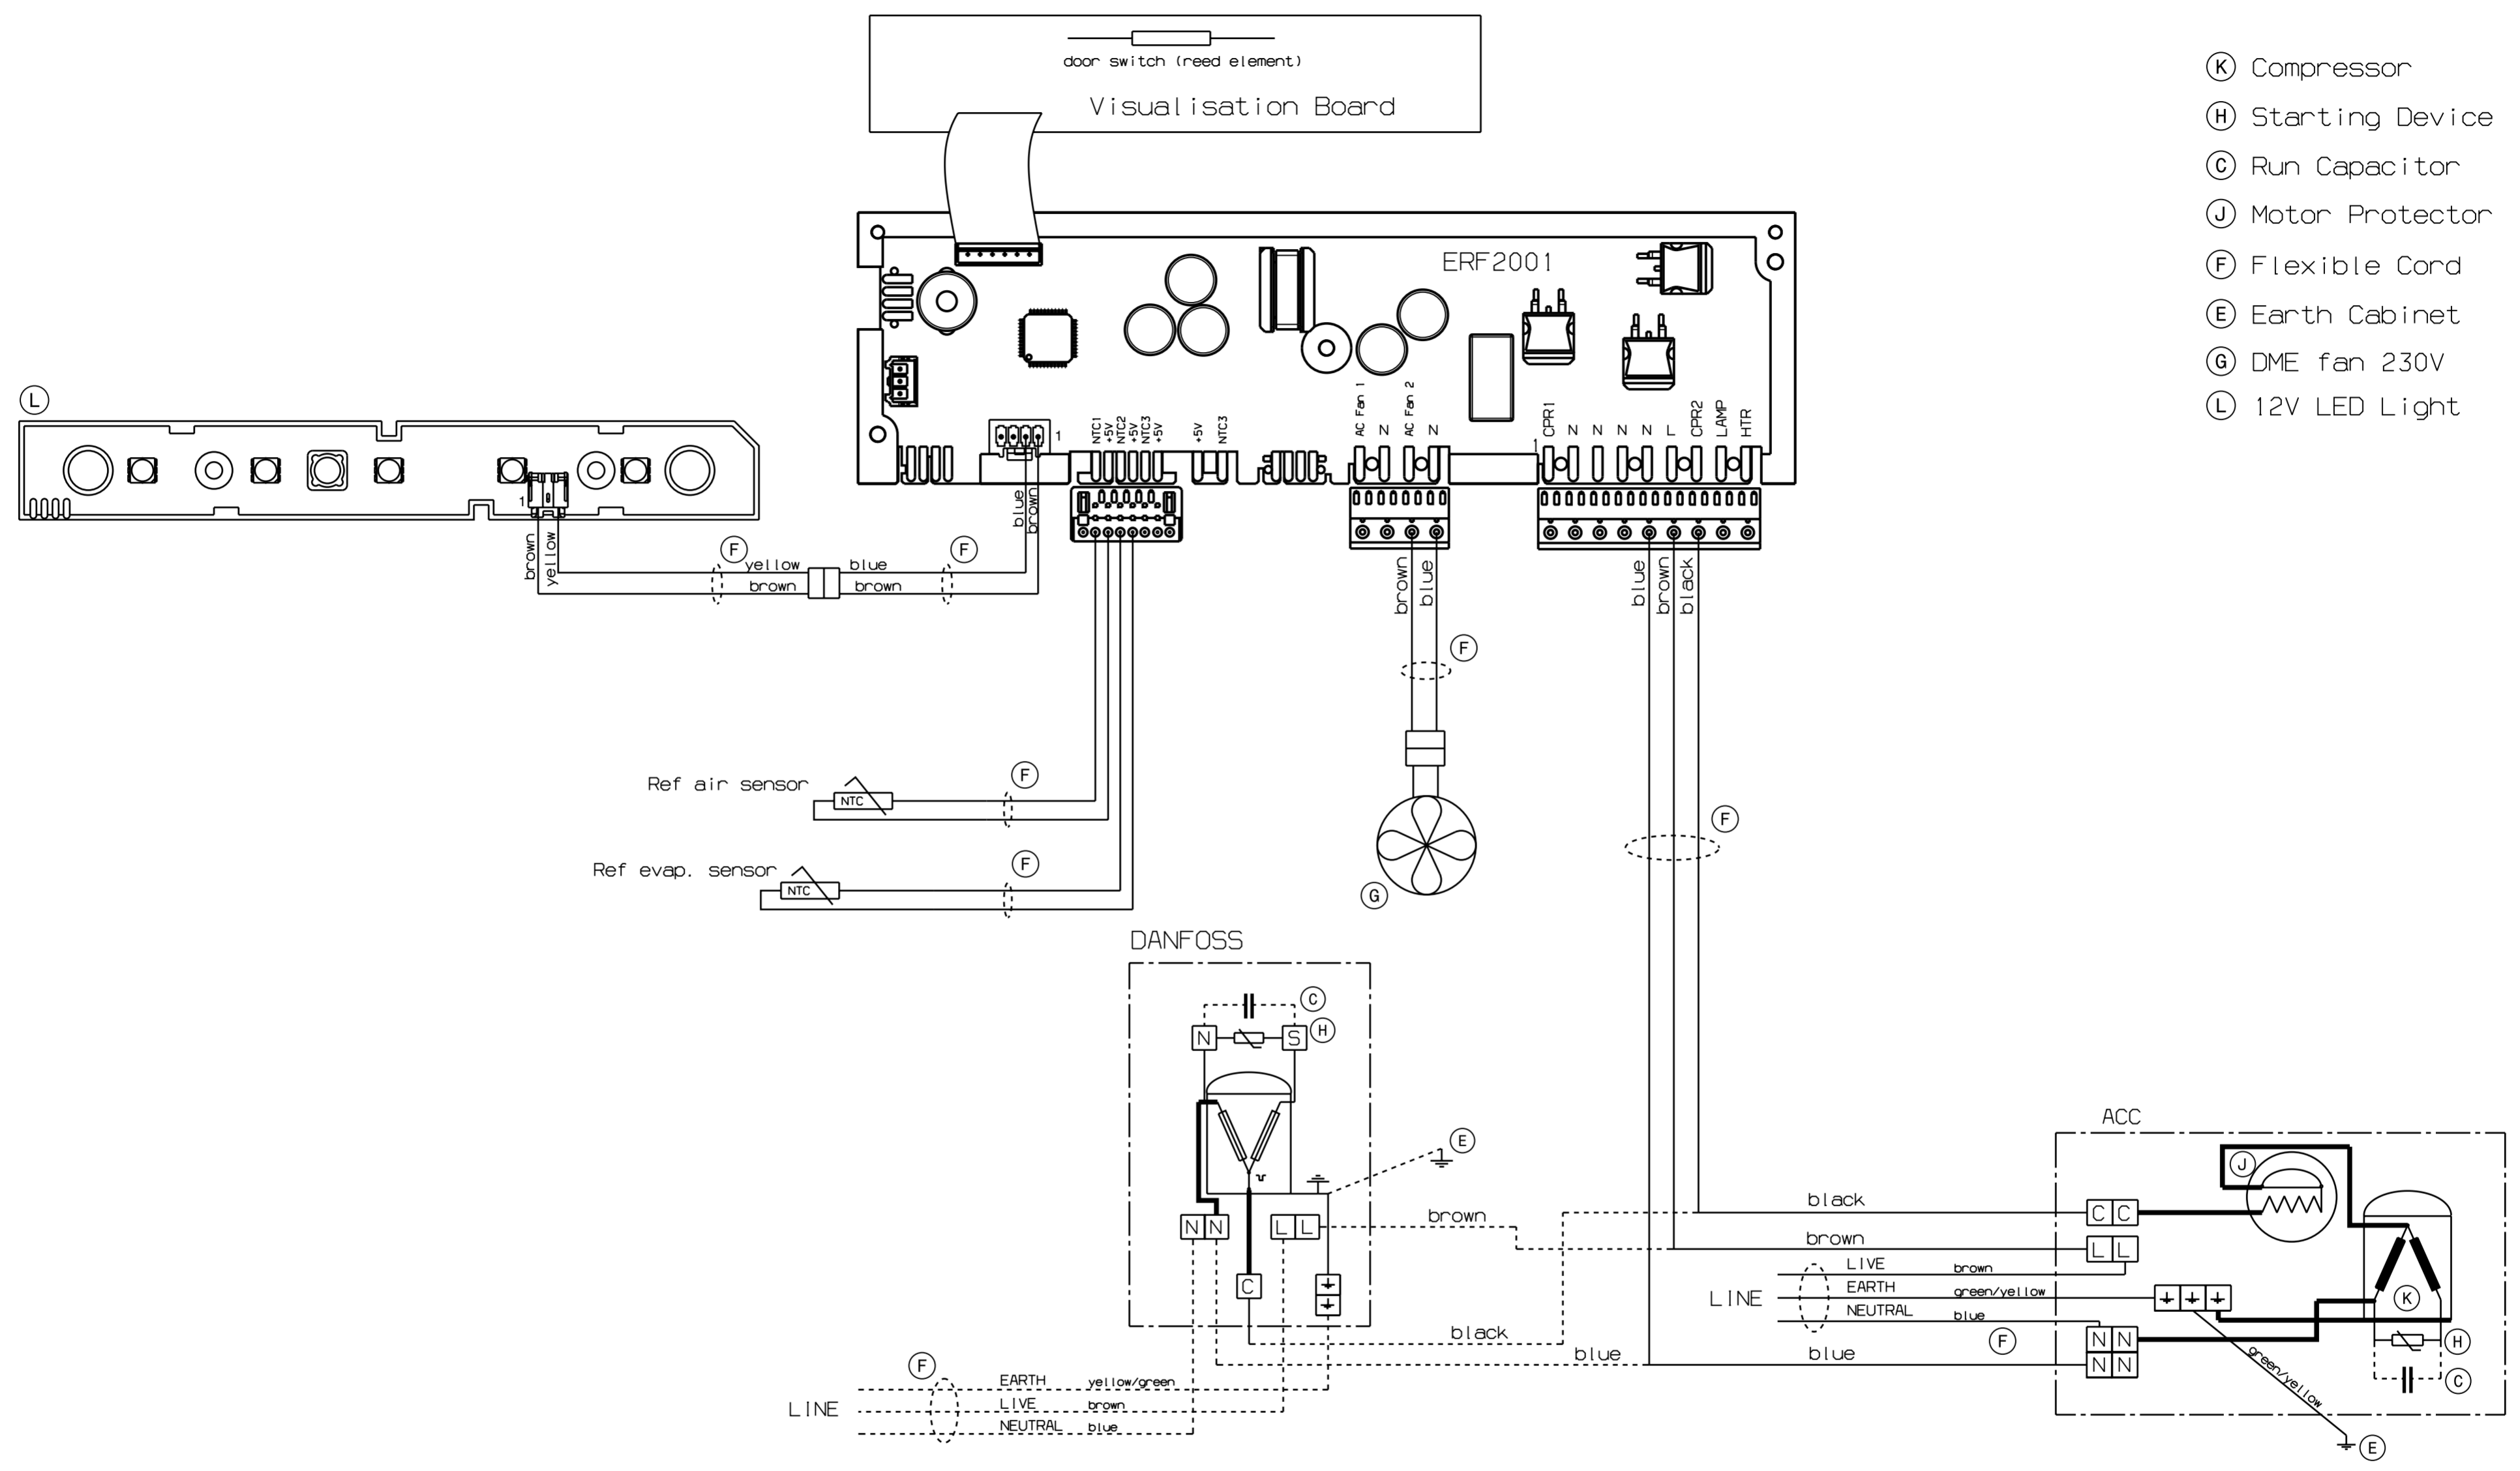 door switch (reed element)
Visualisation Board
K Compressor
H Starting Device
C Run Capacitor
J Motor Protector
F Flexible Cord
E Earth Cabinet
G DME fan 230V
L 12V LED Light
ERF2001
L
1
1
NTC1
+5V
NTC2
+5V
NTC3
+5V
+5V
NTC3
AC Fan 1
N
AC Fan 2
N
1
CPR1
N
N
N
N
L
CPR2
LAMP
HTR
blue
brown
brown
yellow
F
yellow
brown
blue
brown
F
brown
blue
F
G
blue
brown
black
F
Ref air sensor
NTC
F
Ref evap. sensor
NTC
F
DANFOSS
C
N
S
H
E
N N
L L
C
brown
black
blue
F
LINE
EARTH yellow/green
LIVE brown
NEUTRAL blue
ACC
J
black
C C
brown
L L
LINE
LIVE brown
EARTH green/yellow
NEUTRAL blue
F
blue
N N
N N
K
H
C
green/yellow
E